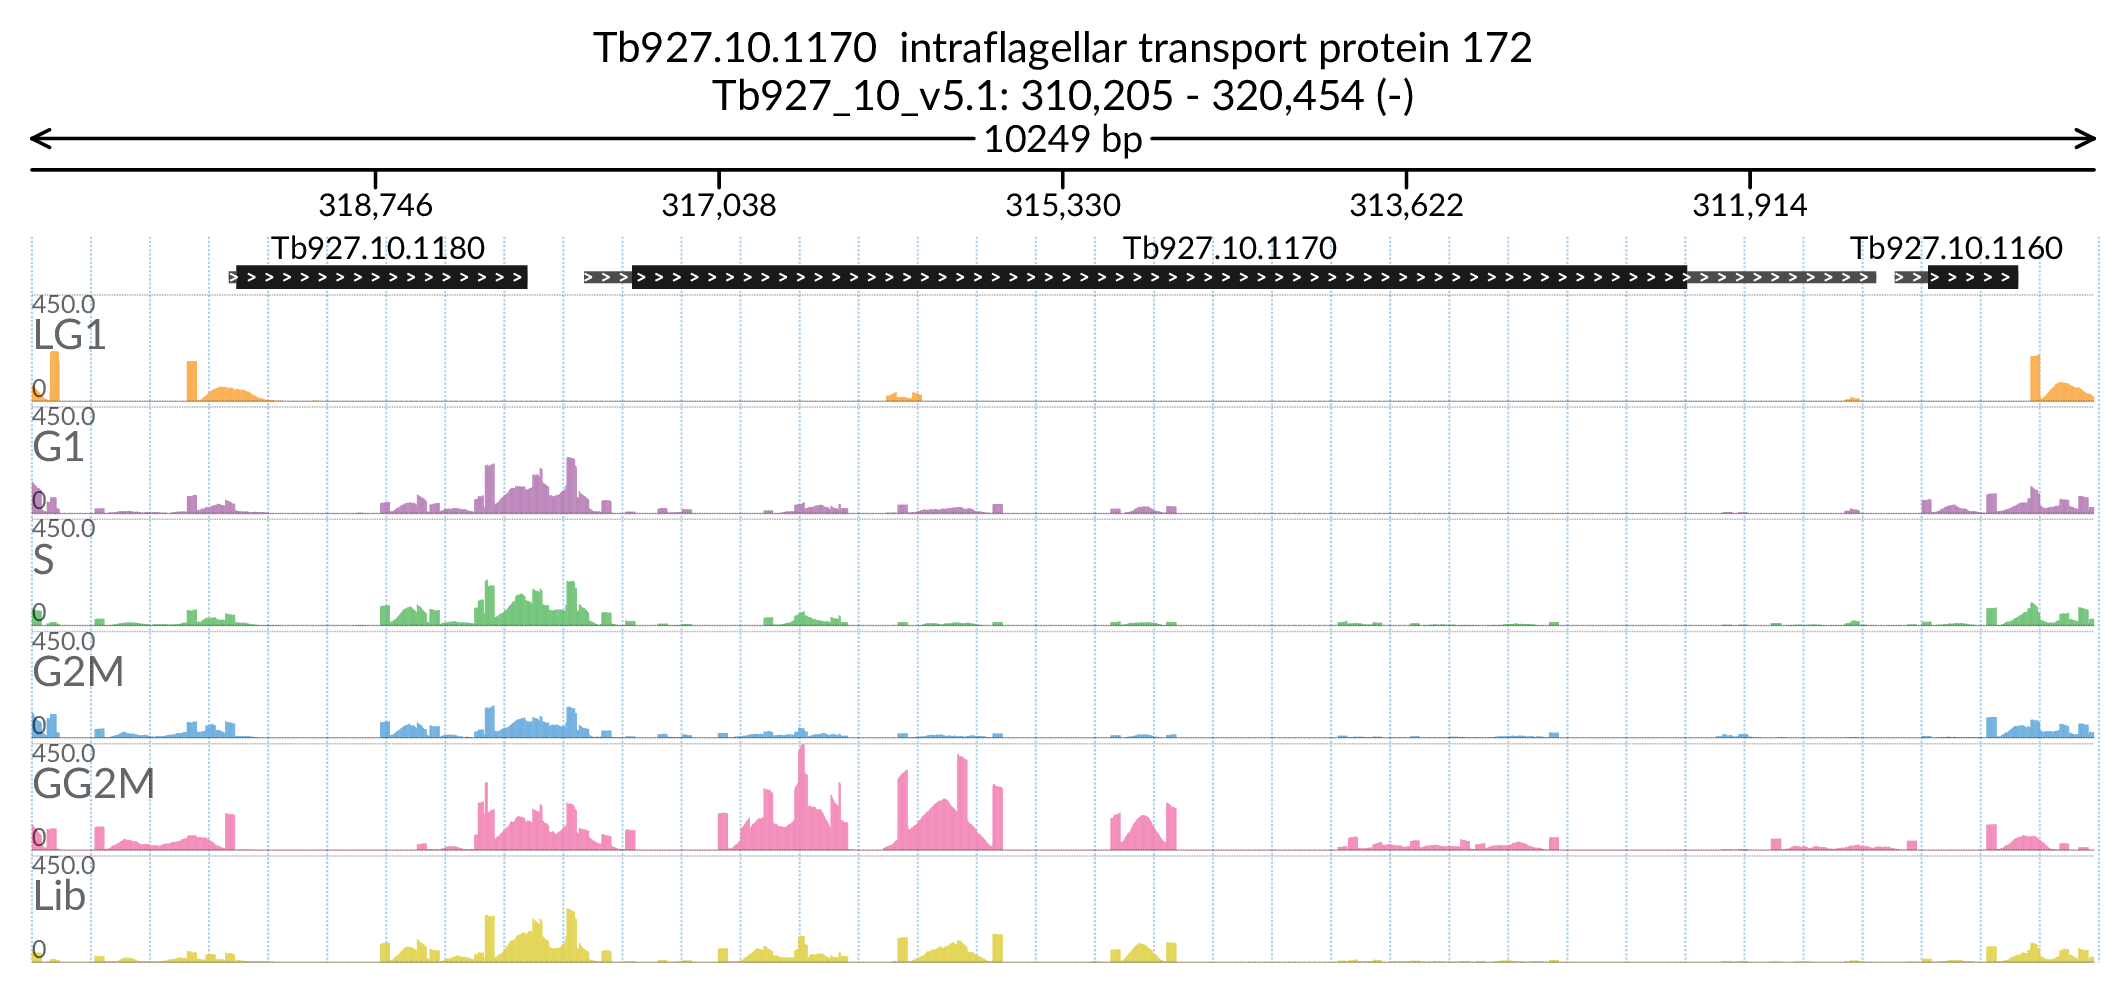 Tb927.10.1170  intraflagellar transport protein 172
Tb927_10_v5.1: 310,205 - 320,454 (-)
10249 bp
318,746 317,038 315,330 313,622 311,914
Tb927.10.1180 Tb927.10.1170 Tb927.10.1160
450.0
LG1
0
450.0
G1
0
450.0
S
0
450.0
G2M
0
450.0
GG2M
0
450.0
Lib
0